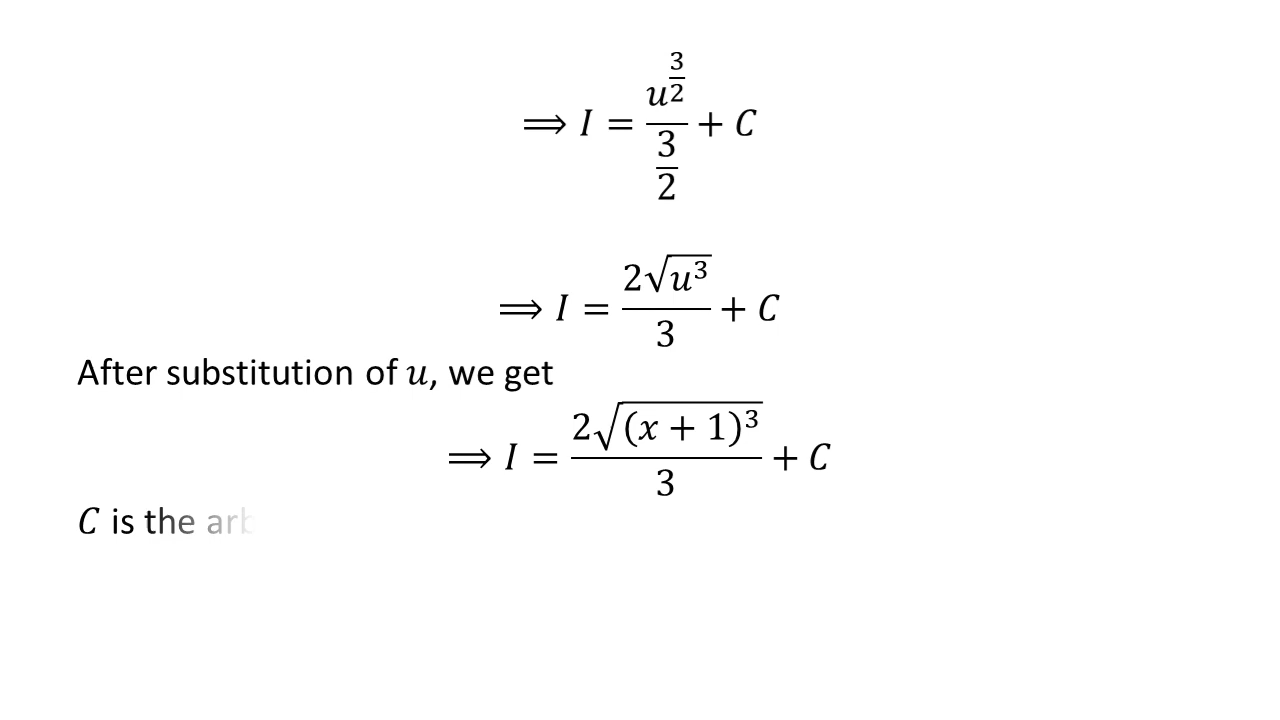 ⟹ I = u^(3/2) / (3/2) + C
⟹ I = 2√(u³) / 3 + C
After substitution of u, we get
⟹ I = 2√((x + 1)³) / 3 + C
C is the